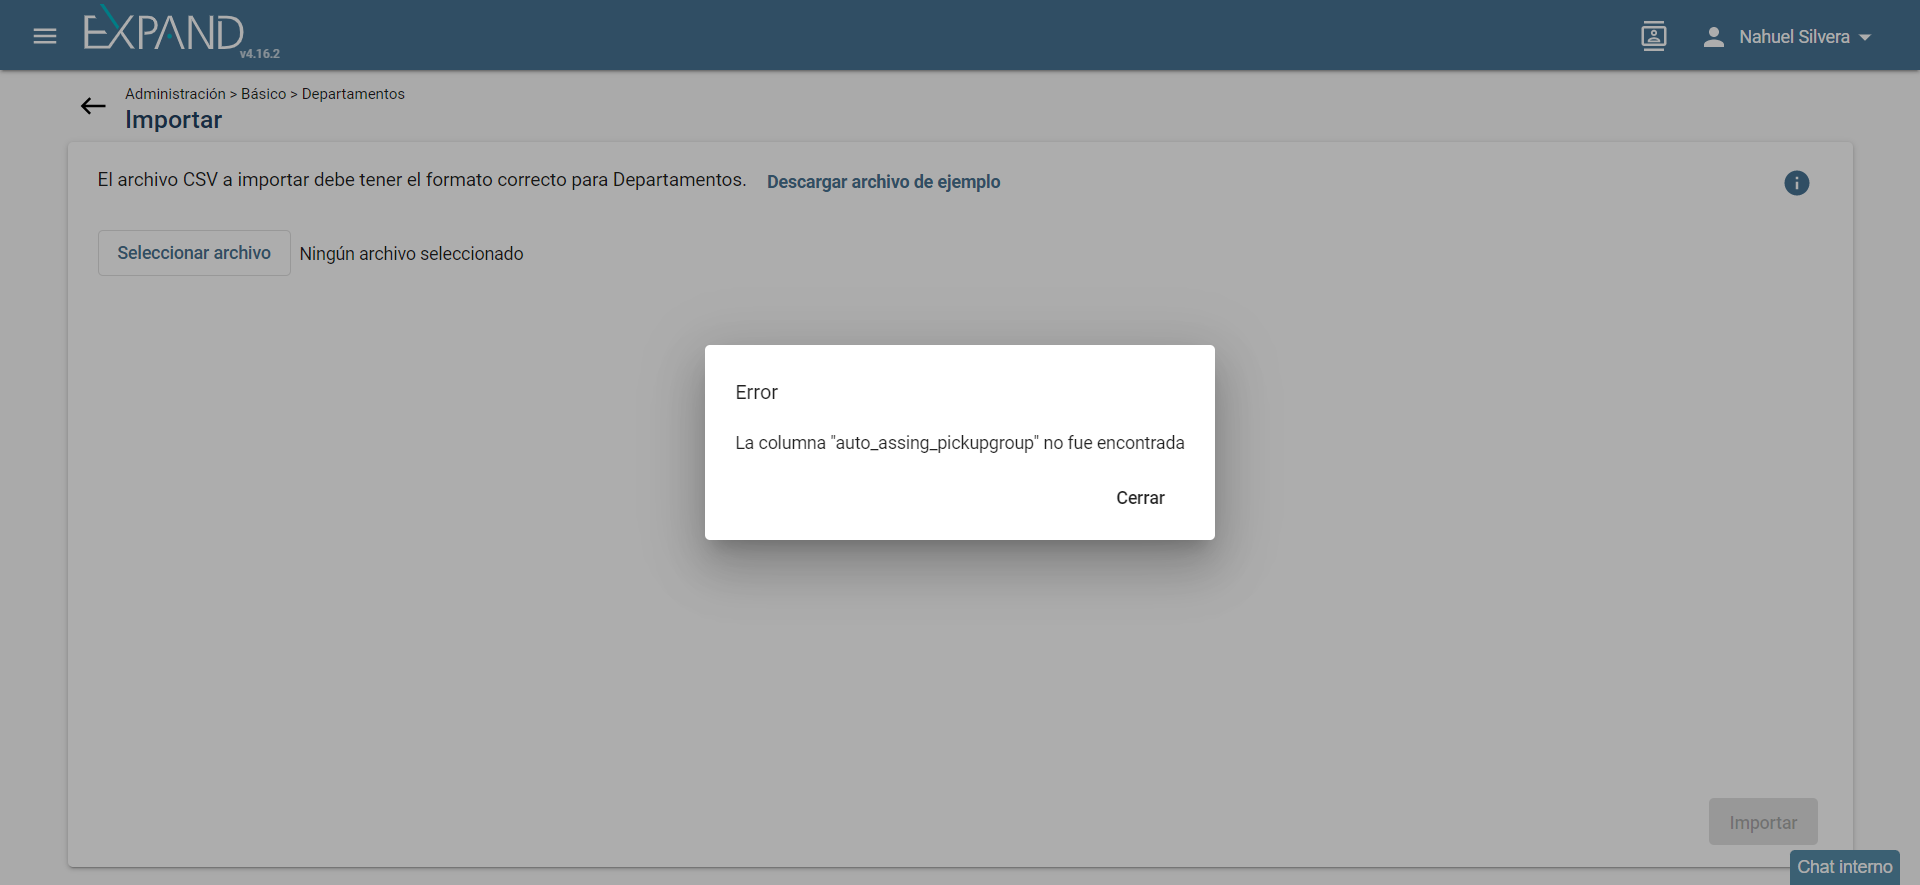 EXPAND
v4.16.2
Nahuel Silvera
Administración > Básico > Departamentos
Importar
El archivo CSV a importar debe tener el formato correcto para Departamentos.
Descargar archivo de ejemplo
Seleccionar archivo
Ningún archivo seleccionado
Error
La columna "auto_assing_pickupgroup" no fue encontrada
Cerrar
Importar
Chat interno